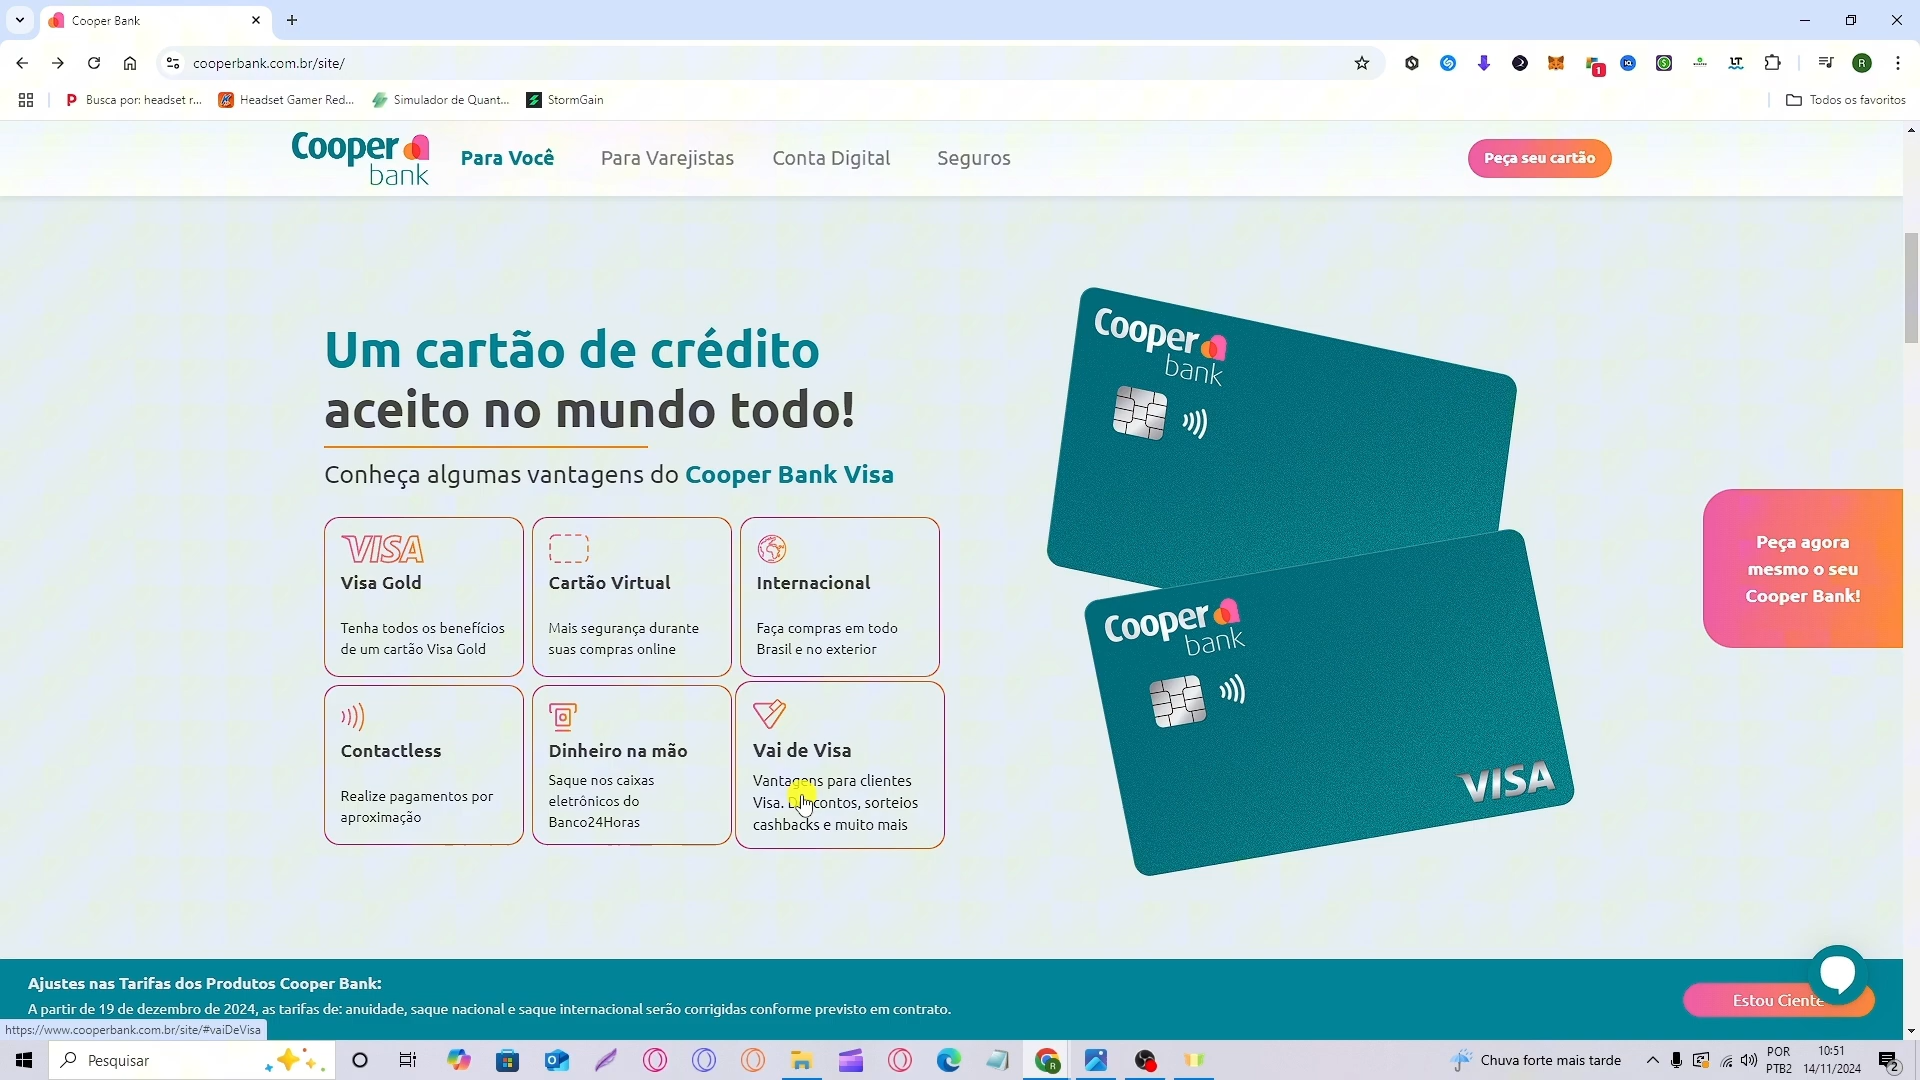 Cooper Bank
cooperbank.com.br/site/
1
R
Busca por: headset r...
Headset Gamer Red...
Simulador de Quant...
StormGain
Todos os favoritos
Cooper
bank
Para Você
Para Varejistas
Conta Digital
Seguros
Peça seu cartão
Um cartão de crédito
aceito no mundo todo!
Conheça algumas vantagens do Cooper Bank Visa
VISA
Visa Gold
Tenha todos os benefícios
de um cartão Visa Gold
Cartão Virtual
Mais segurança durante
suas compras online
Internacional
Faça compras em todo
Brasil e no exterior
Contactless
Realize pagamentos por
aproximação
Dinheiro na mão
Saque nos caixas
eletrônicos do
Banco24Horas
Vai de Visa
Vantagens para clientes
Visa. Descontos, sorteios
cashbacks e muito mais
Cooper
bank
Cooper
bank
VISA
Peça agora
mesmo o seu
Cooper Bank!
Ajustes nas Tarifas dos Produtos Cooper Bank:
A partir de 19 de dezembro de 2024, as tarifas de: anuidade, saque nacional e saque internacional serão corrigidas conforme previsto em contrato.
Estou Ciente
https://www.cooperbank.com.br/site/#vaiDeVisa
Pesquisar
Chuva forte mais tarde
POR
PTB2
10:51
14/11/2024
2